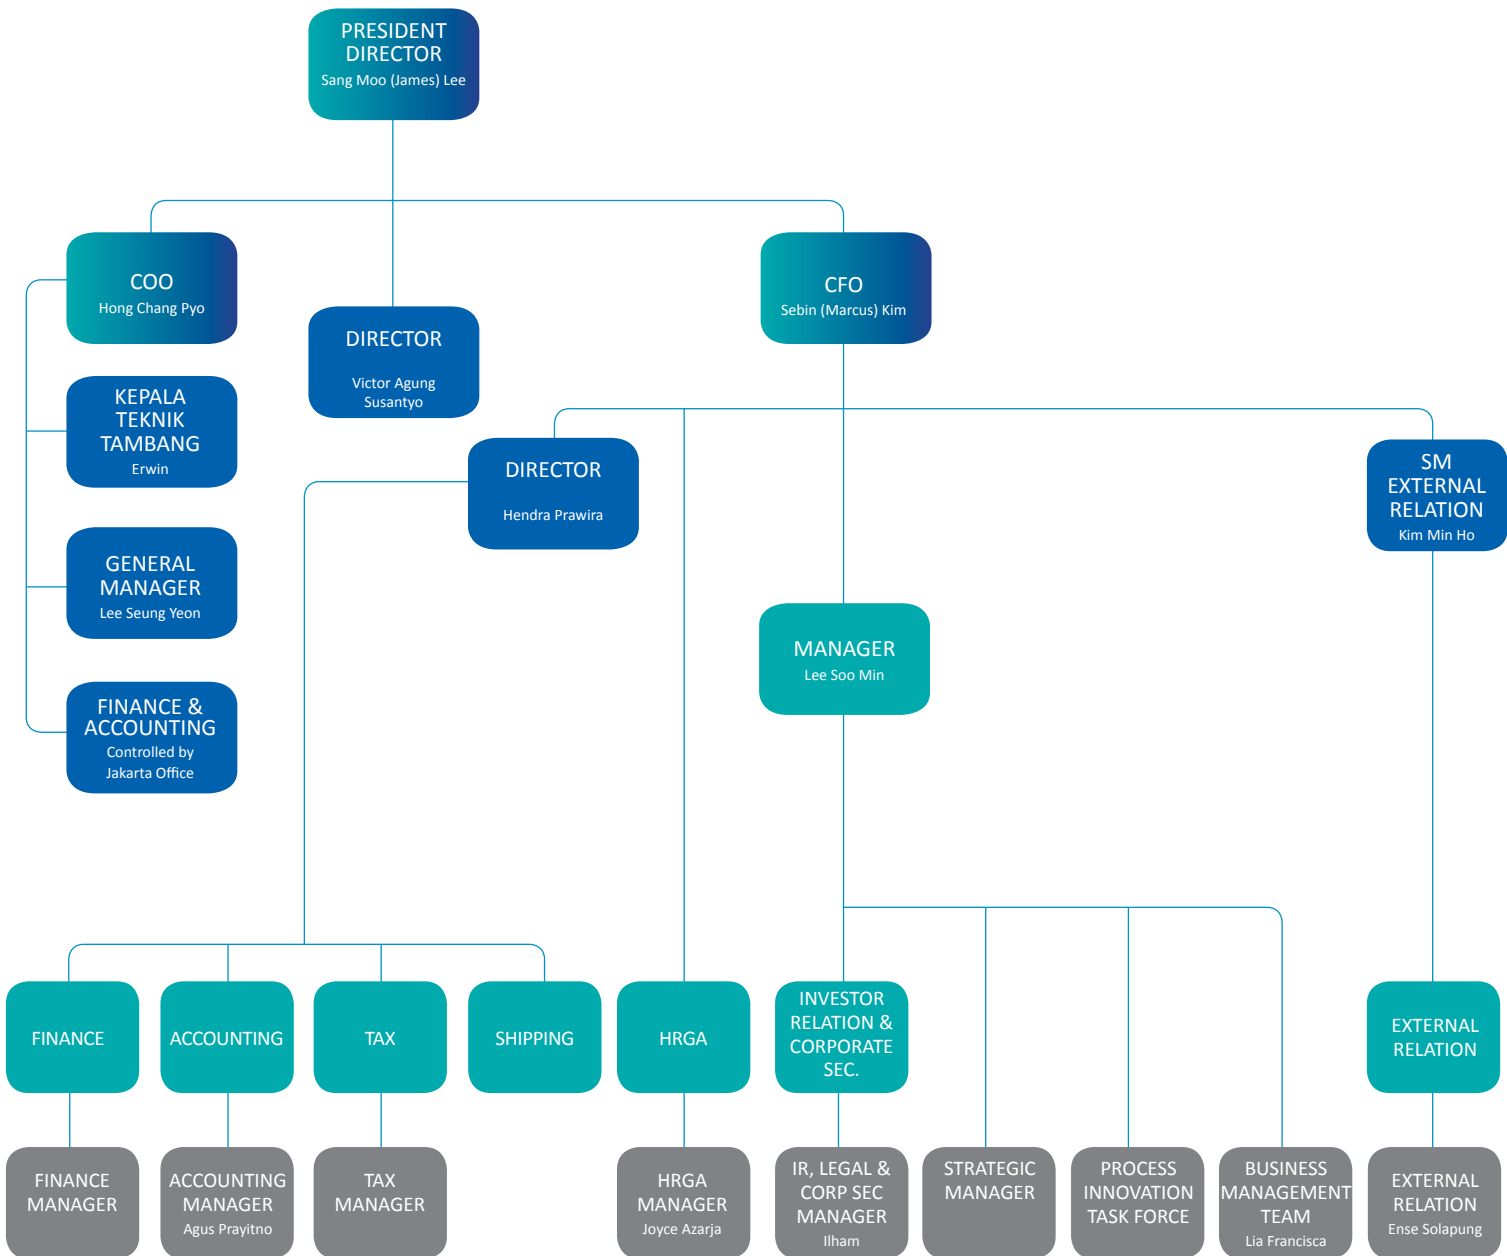 PRESIDENT
DIRECTOR
Sang Moo (James) Lee
COO
Hong Chang Pyo
DIRECTOR
Victor Agung
Susantyo
CFO
Sebin (Marcus) Kim
KEPALA
TEKNIK
TAMBANG
Erwin
DIRECTOR
Hendra Prawira
SM
EXTERNAL
RELATION
Kim Min Ho
GENERAL
MANAGER
Lee Seung Yeon
MANAGER
Lee Soo Min
FINANCE &
ACCOUNTING
Controlled by
Jakarta Office
FINANCE
ACCOUNTING
TAX
SHIPPING
HRGA
INVESTOR
RELATION &
CORPORATE
SEC.
EXTERNAL
RELATION
FINANCE
MANAGER
ACCOUNTING
MANAGER
Agus Prayitno
TAX
MANAGER
HRGA
MANAGER
Joyce Azarja
IR, LEGAL &
CORP SEC
MANAGER
Ilham
STRATEGIC
MANAGER
PROCESS
INNOVATION
TASK FORCE
BUSINESS
MANAGEMENT
TEAM
Lia Francisca
EXTERNAL
RELATION
Ense Solapung